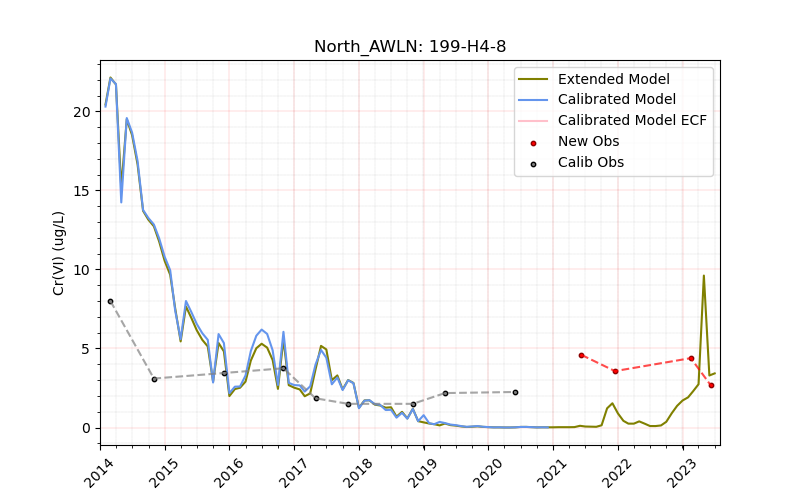 North_AWLN: 199-H4-8
Extended Model
Calibrated Model
Calibrated Model ECF
New Obs
Calib Obs
Cr(VI) (ug/L)
20
15
10
5
0
2014
2015
2016
2017
2018
2019
2020
2021
2022
2023